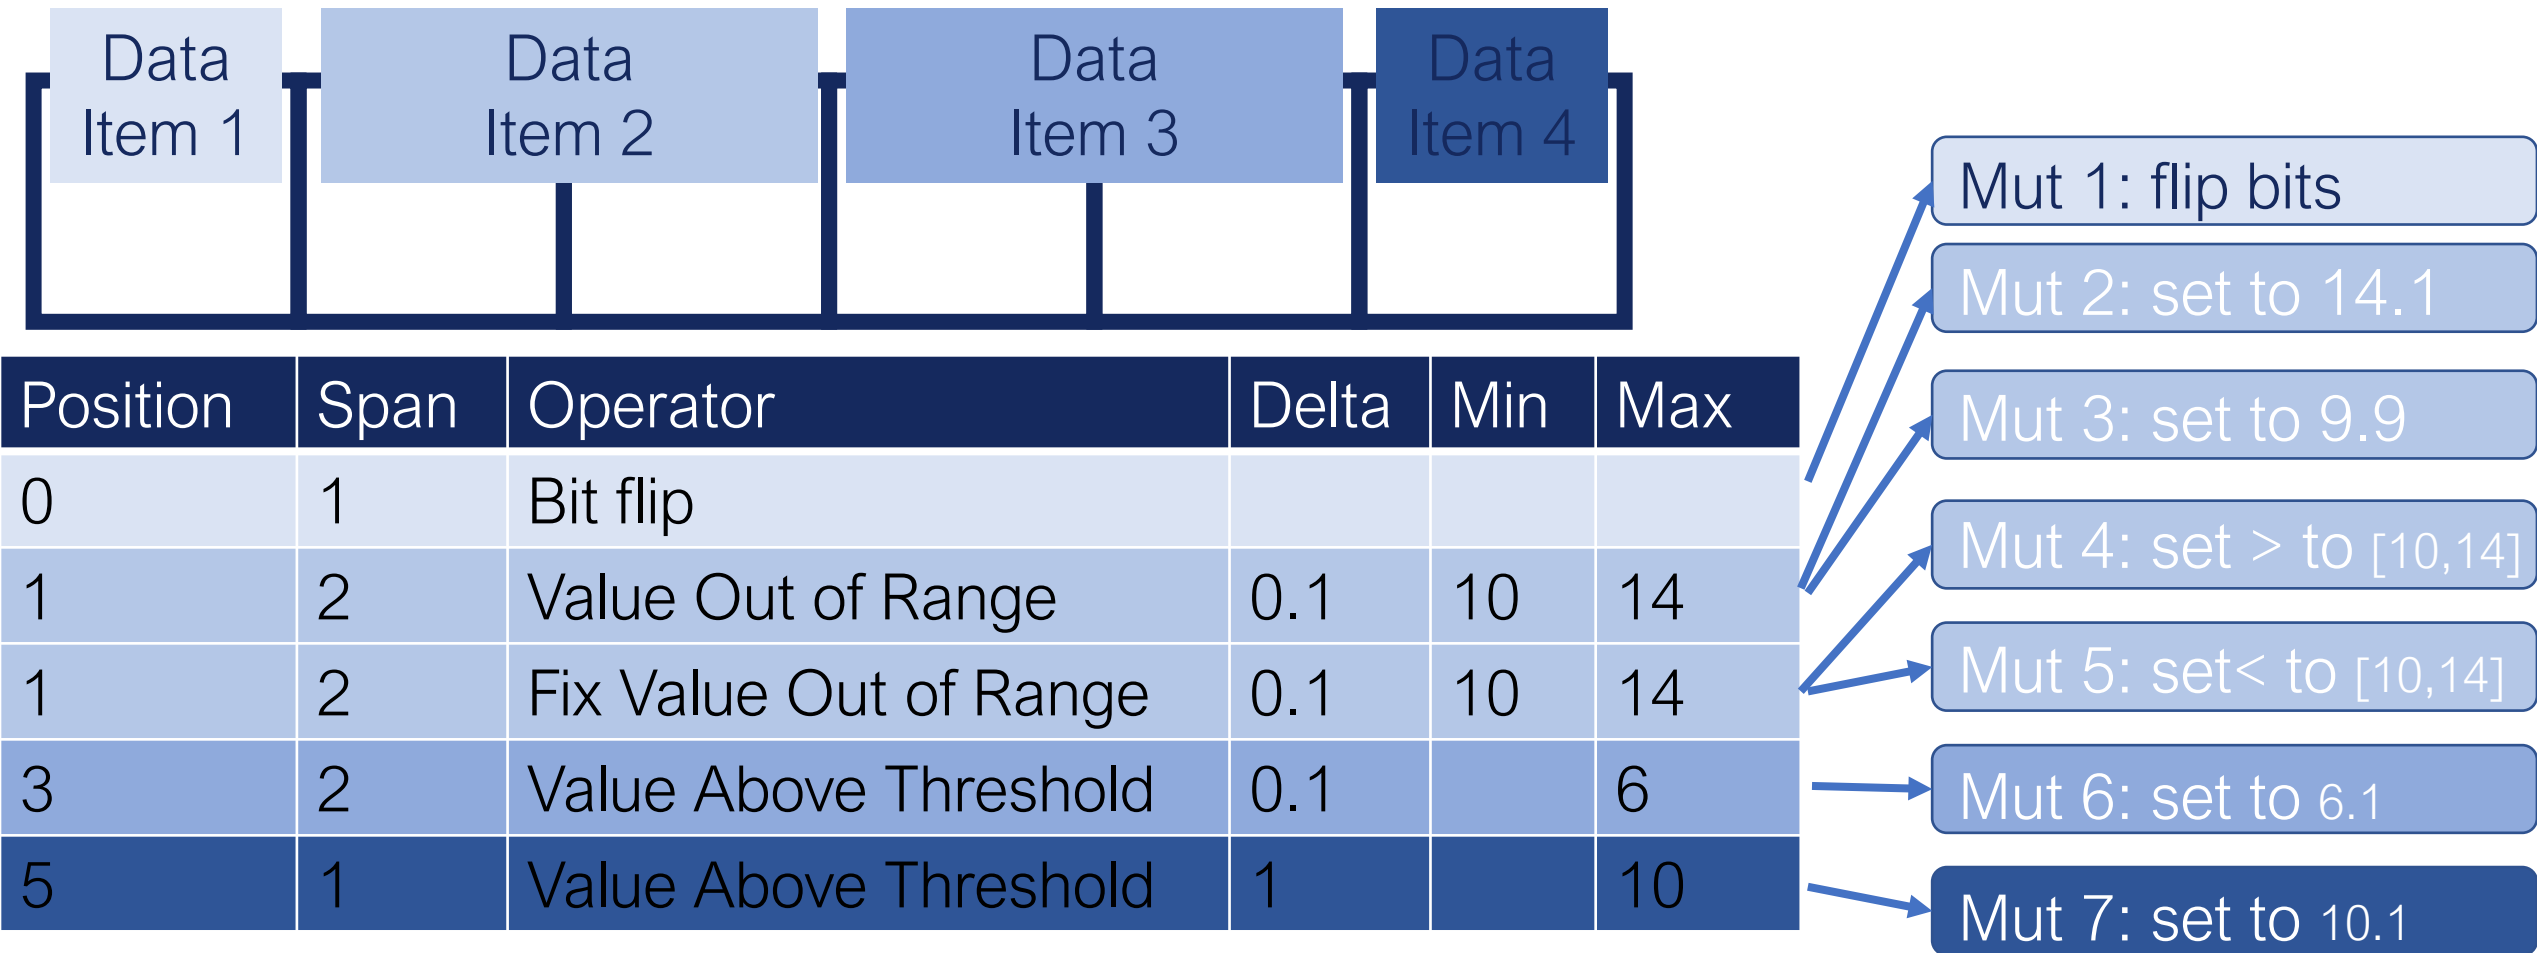 Data
Item 1
Data
Item 2
Data
Item 3
Data
Item 4
Position Span Operator Delta Min Max
0 1 Bit flip
1 2 Value Out of Range 0.1 10 14
1 2 Fix Value Out of Range 0.1 10 14
3 2 Value Above Threshold 0.1 6
5 1 Value Above Threshold 1 10
Mut 1: flip bits
Mut 2: set to 14.1
Mut 3: set to 9.9
Mut 4: set > to [10,14]
Mut 5: set< to [10,14]
Mut 6: set to 6.1
Mut 7: set to 10.1